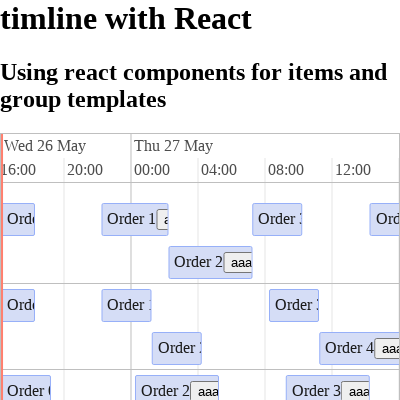 timline with React
Using react components for items and
group templates
Wed 26 May Thu 27 May
16:00 20:00 00:00 04:00 08:00 12:00
Order 1
Order 2 aaa
Order
Order 4 aaa
Order Order 2 aaa Order 3 aaa